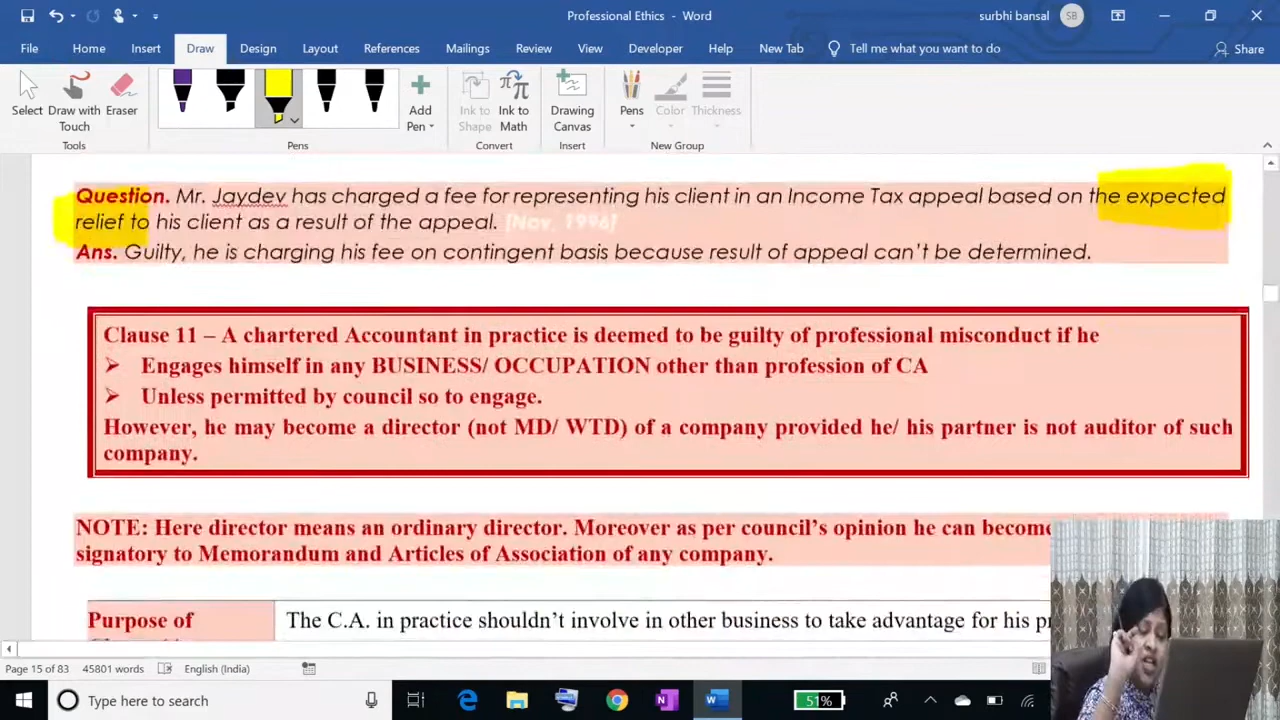 Professional Ethics - Word
surbhi bansal SB
File Home Insert Draw Design Layout References Mailings Review View Developer Help New Tab Tell me what you want to do Share
Select Draw with Touch Eraser Add Pen Ink to Shape Ink to Math Drawing Canvas Pens Color Thickness
Tools Pens Convert Insert New Group
Question. Mr. Jaydev has charged a fee for representing his client in an Income Tax appeal based on the expected
relief to his client as a result of the appeal. [Nov, 1996]
Ans. Guilty, he is charging his fee on contingent basis because result of appeal can't be determined.
Clause 11 – A chartered Accountant in practice is deemed to be guilty of professional misconduct if he
➢ Engages himself in any BUSINESS/ OCCUPATION other than profession of CA
➢ Unless permitted by council so to engage.
However, he may become a director (not MD/ WTD) of a company provided he/ his partner is not auditor of such
company.
NOTE: Here director means an ordinary director. Moreover as per council's opinion he can become
signatory to Memorandum and Articles of Association of any company.
Purpose of The C.A. in practice shouldn't involve in other business to take advantage for his
Page 15 of 83 45801 words English (India)
Type here to search 51%